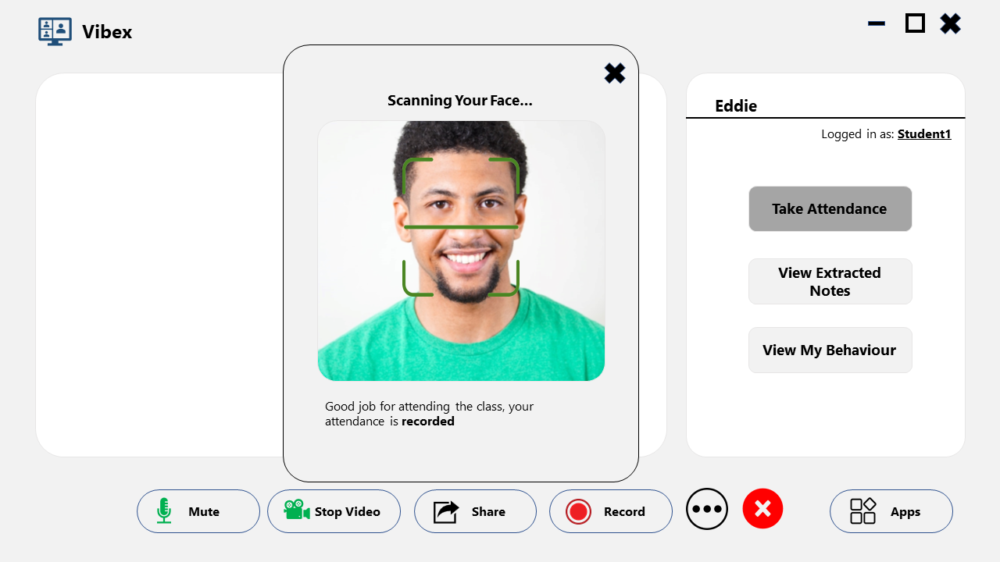 Vibex
Scanning Your Face...
Eddie
Logged in as: Student1
Take Attendance
View Extracted
Notes
View My Behaviour
Good job for attending the class, your
attendance is recorded
Mute
Stop Video
Share
Record
Apps